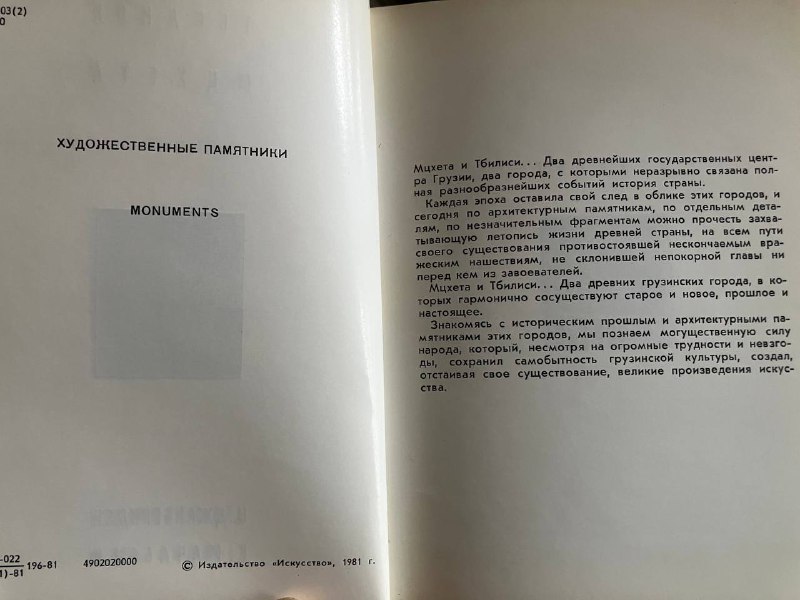 03(2)
0
ХУДОЖЕСТВЕННЫЕ ПАМЯТНИКИ
MONUMENTS
-022
1)-81
196-81
4902020000
© Издательство «Искусство», 1981 г.
Мцхета и Тбилиси... Два древнейших государственных цент-
ра Грузии, два города, с которыми неразрывно связана пол-
ная разнообразнейших событий история страны.
Каждая эпоха оставила свой след в облике этих городов, и
сегодня по архитектурным памятникам, по отдельным дета-
лям, по незначительным фрагментам можно прочесть захва-
тывающую летопись жизни древней страны, на всем пути
своего существования противостоявшей нескончаемым вра-
жеским нашествиям, не склонившей непокорной главы ни
перед кем из завоевателей.
Мцхета и Тбилиси... Два древних грузинских города, в ко-
торых гармонично сосуществуют старое и новое, прошлое и
настоящее.
Знакомясь с историческим прошлым и архитектурными па-
мятниками этих городов, мы познаем могущественную силу
народа, который, несмотря на огромные трудности и невзго-
ды, сохранил самобытность грузинской культуры, создал,
отстаивая свое существование, великие произведения искус-
ства.